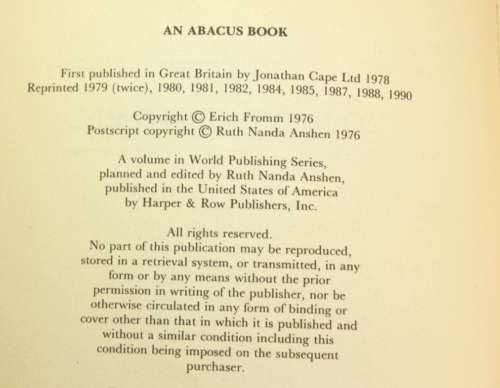 AN ABACUS BOOK
First published in Great Britain by Jonathan Cape Ltd 1978
Reprinted 1979 (twice), 1980, 1981, 1982, 1984, 1985, 1987, 1988, 1990
Copyright © Erich Fromm 1976
Postscript copyright © Ruth Nanda Anshen 1976
A volume in World Publishing Series,
planned and edited by Ruth Nanda Anshen,
published in the United States of America
by Harper & Row Publishers, Inc.
All rights reserved.
No part of this publication may be reproduced,
stored in a retrieval system, or transmitted, in any
form or by any means without the prior
permission in writing of the publisher, nor be
otherwise circulated in any form of binding or
cover other than that in which it is published and
without a similar condition including this
condition being imposed on the subsequent
purchaser.